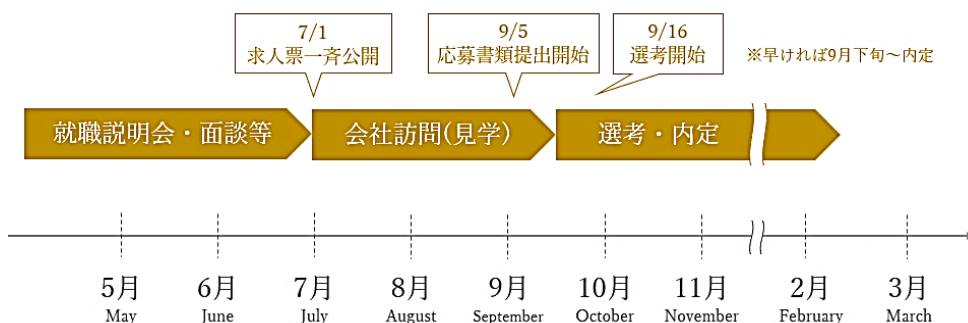 7/1
求人票一斉公開
9/5
応募書類提出開始
9/16
選考開始
※早ければ9月下旬〜内定
就職説明会・面談等
会社訪問(見学)
選考・内定
5月
May
6月
June
7月
July
8月
August
9月
September
10月
October
11月
November
2月
February
3月
March